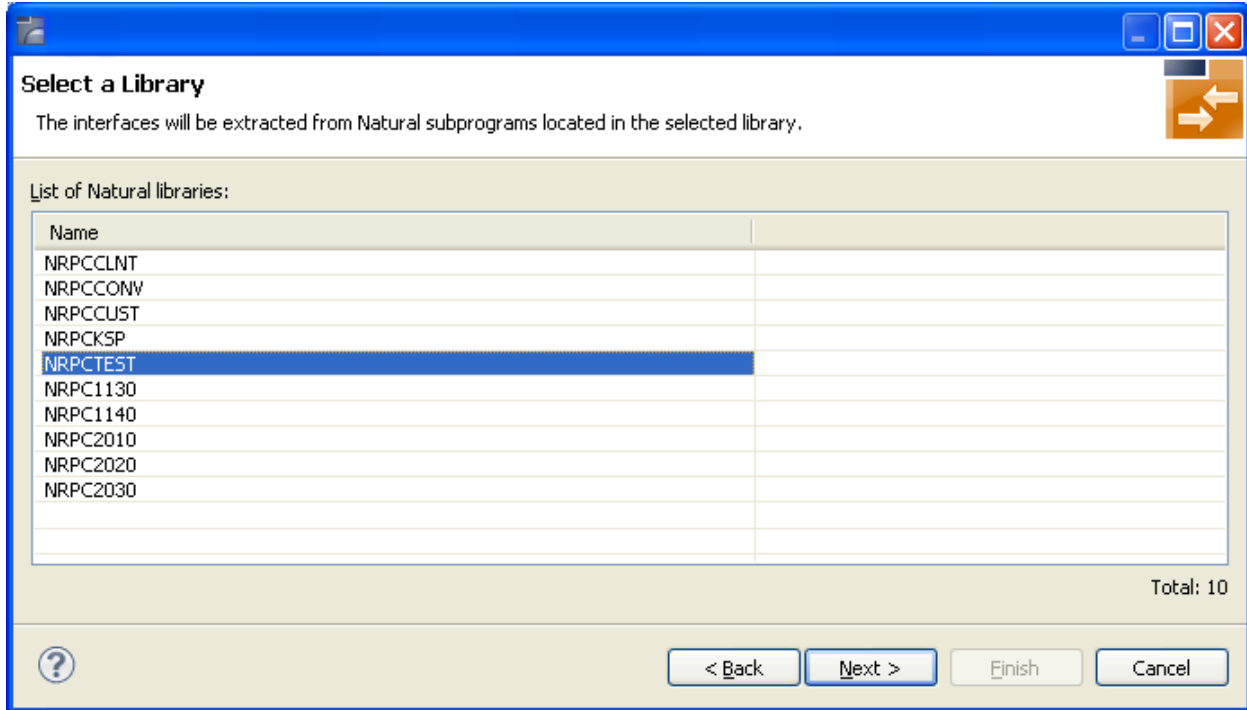 Select a Library
The interfaces will be extracted from Natural subprograms located in the selected library.
List of Natural libraries:
Name
NRPCCLNT
NRPCCONV
NRPCCUST
NRPCKSP
NRPCTEST
NRPC1130
NRPC1140
NRPC2010
NRPC2020
NRPC2030
Total: 10
? < Back Next > Finish Cancel